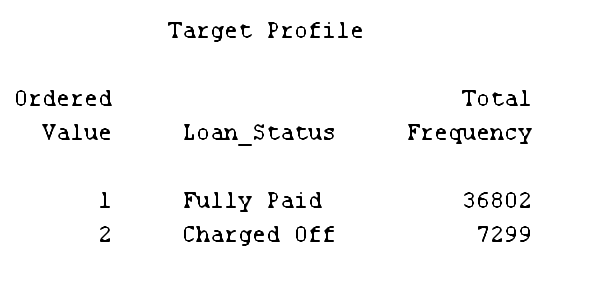 Target Profile
Ordered Total
Value Loan_Status Frequency
1 Fully Paid 36802
2 Charged Off 7299